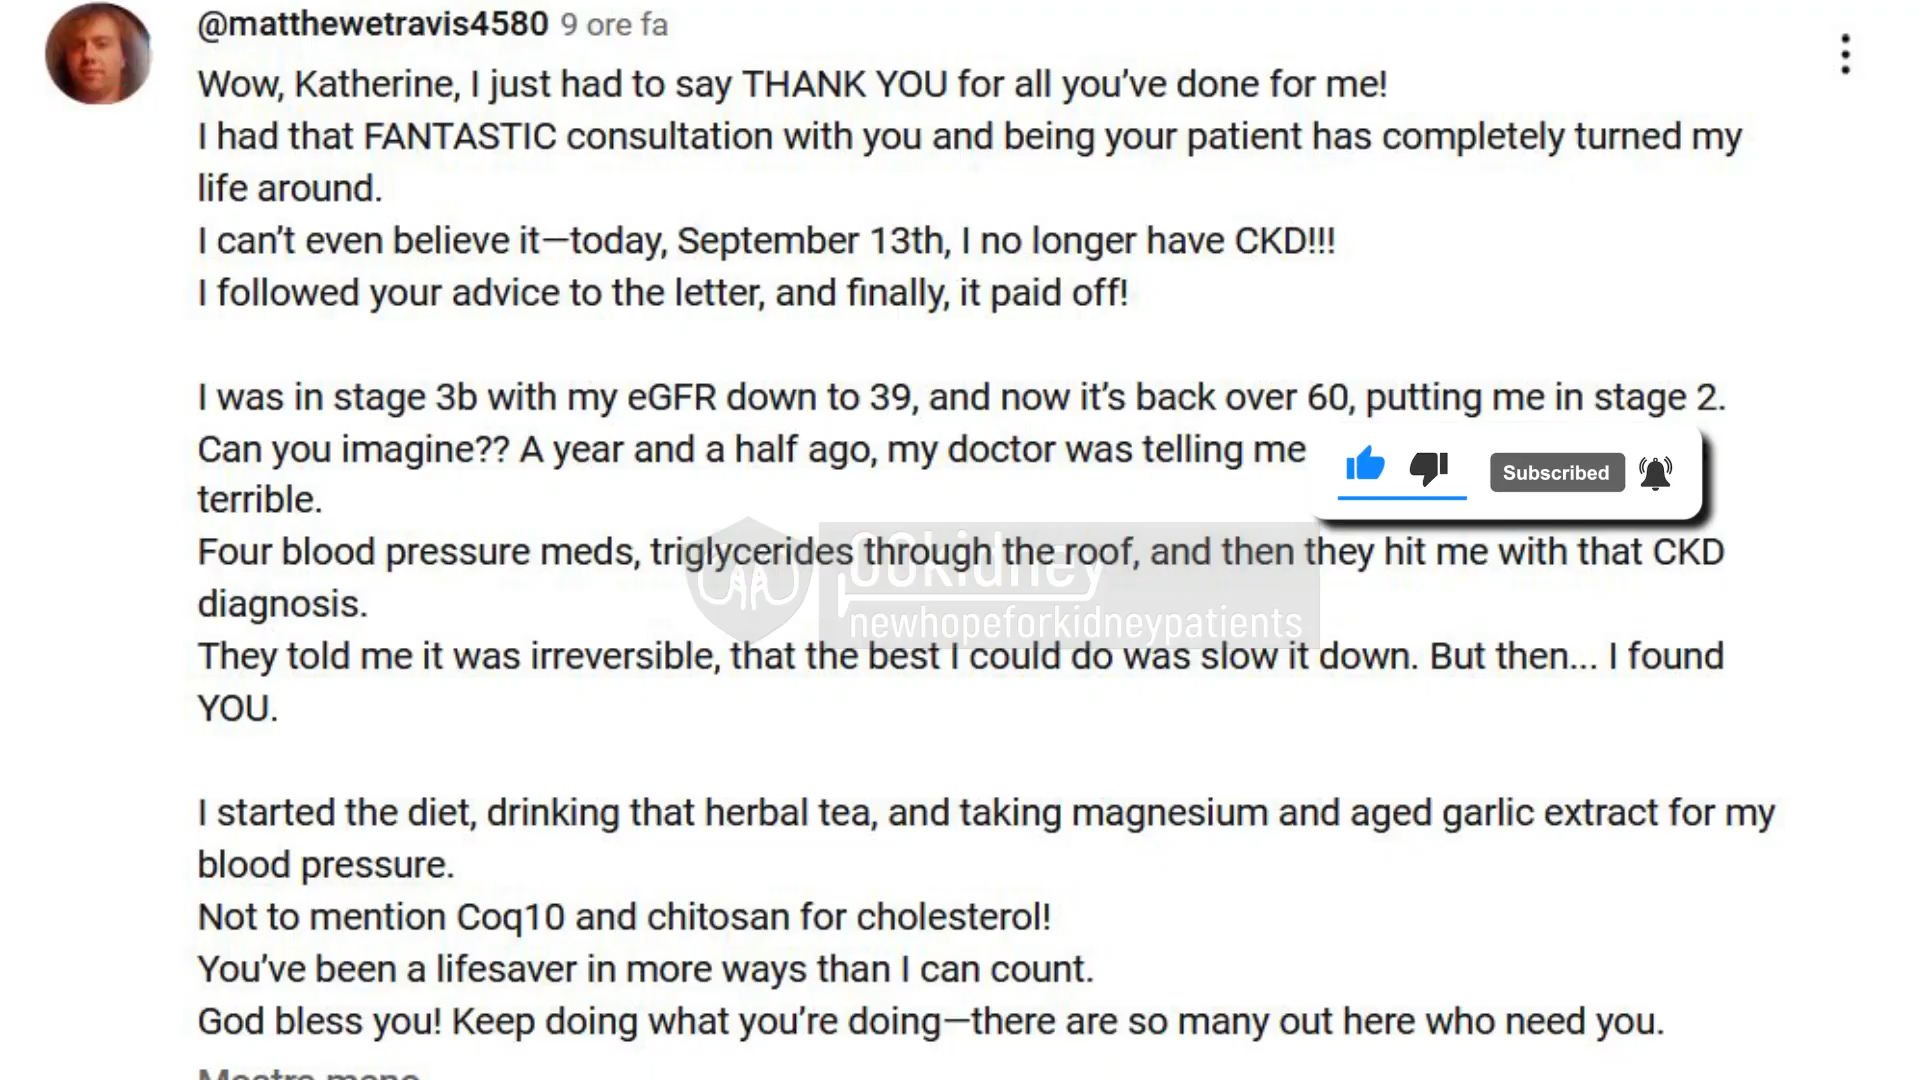 @matthewetravis4580 9 ore fa
Wow, Katherine, I just had to say THANK YOU for all you've done for me!
I had that FANTASTIC consultation with you and being your patient has completely turned my
life around.
I can't even believe it—today, September 13th, I no longer have CKD!!!
I followed your advice to the letter, and finally, it paid off!
I was in stage 3b with my eGFR down to 39, and now it's back over 60, putting me in stage 2.
Can you imagine?? A year and a half ago, my doctor was telling me
Subscribed
terrible.
Four blood pressure meds, triglycerides through the roof, and then they hit me with that CKD
diagnosis.
newhopeforkidneypatients
They told me it was irreversible, that the best I could do was slow it down. But then... I found
YOU.
I started the diet, drinking that herbal tea, and taking magnesium and aged garlic extract for my
blood pressure.
Not to mention Coq10 and chitosan for cholesterol!
You've been a lifesaver in more ways than I can count.
God bless you! Keep doing what you're doing—there are so many out here who need you.